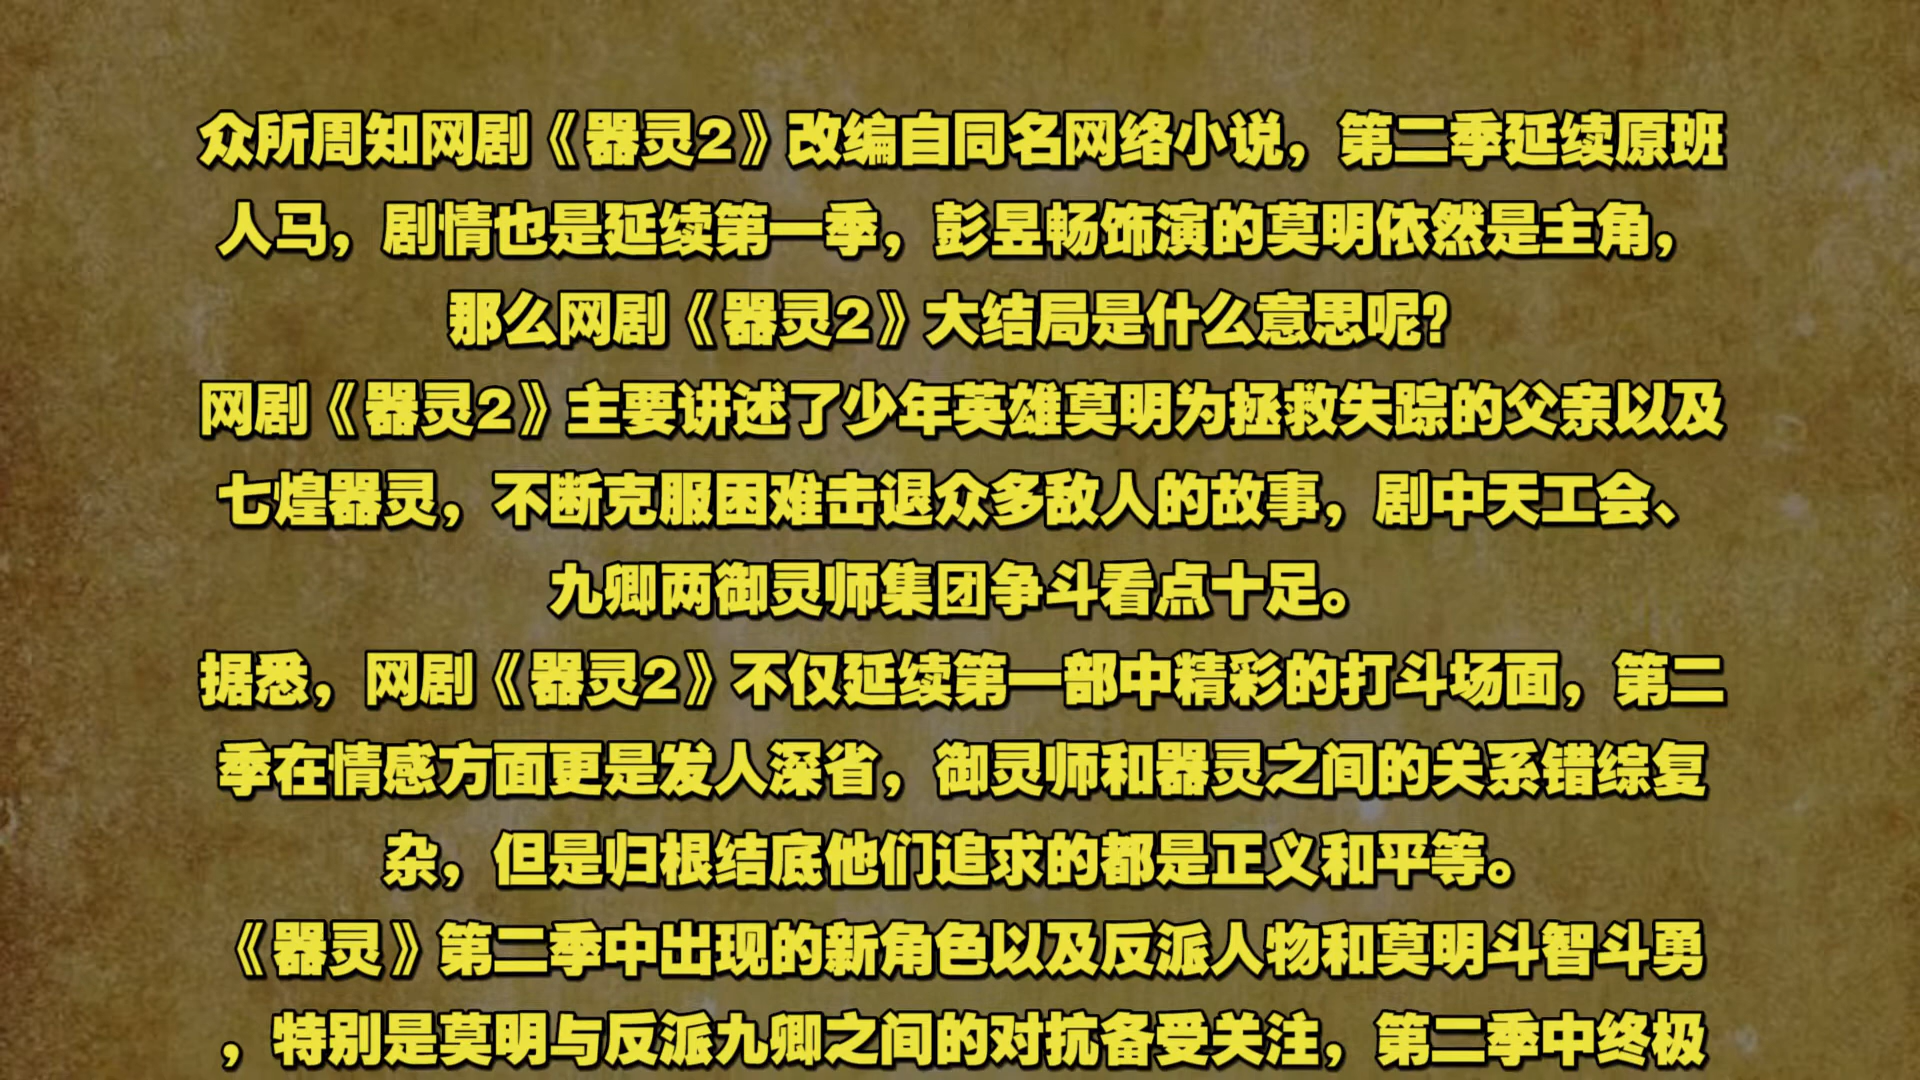 众所周知网剧《器灵2》改编自同名网络小说，第二季延续原班
人马，剧情也是延续第一季，彭昱畅饰演的莫明依然是主角，
那么网剧《器灵2》大结局是什么意思呢？
网剧《器灵2》主要讲述了少年英雄莫明为拯救失踪的父亲以及
七煌器灵，不断克服困难击退众多敌人的故事，剧中天工会、
九卿两御灵师集团争斗看点十足。
据悉，网剧《器灵2》不仅延续第一部中精彩的打斗场面，第二
季在情感方面更是发人深省，御灵师和器灵之间的关系错综复
杂，但是归根结底他们追求的都是正义和平等。
《器灵》第二季中出现的新角色以及反派人物和莫明斗智斗勇
，特别是莫明与反派九卿之间的对抗备受关注，第二季中终极